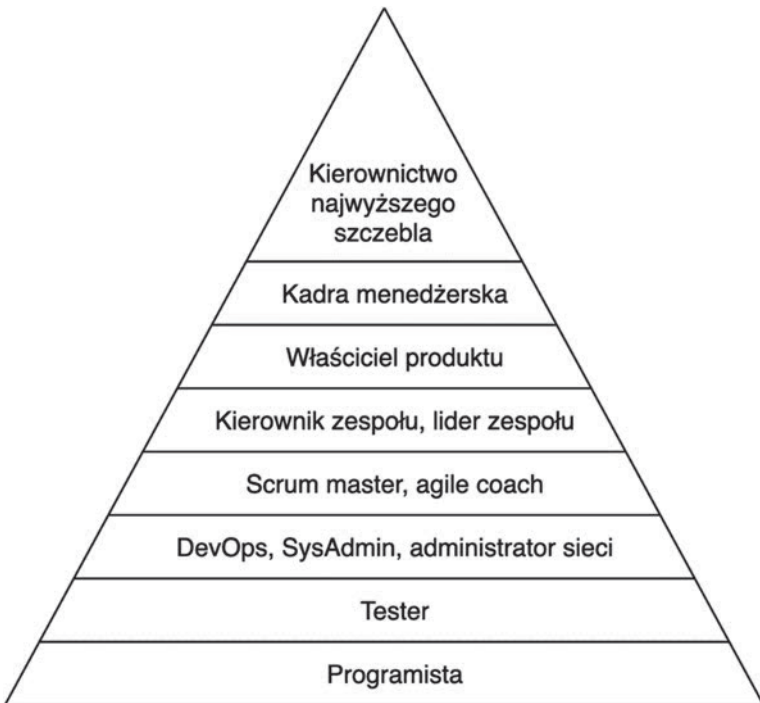 Kierownictwo
najwyższego
szczebla
Kadra menedżerska
Właściciel produktu
Kierownik zespołu, lider zespołu
Scrum master, agile coach
DevOps, SysAdmin, administrator sieci
Tester
Programista